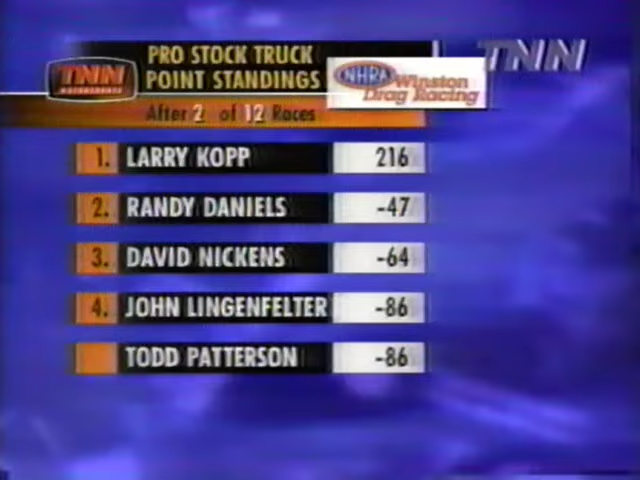 PRO STOCK TRUCK
POINT STANDINGS
TNN
MOTORSPORTS
NHRA Winston
Drag Racing
TNN
After 2 of 12 Races
1. LARRY KOPP 216
2. RANDY DANIELS -47
3. DAVID NICKENS -64
4. JOHN LINGENFELTER -86
TODD PATTERSON -86